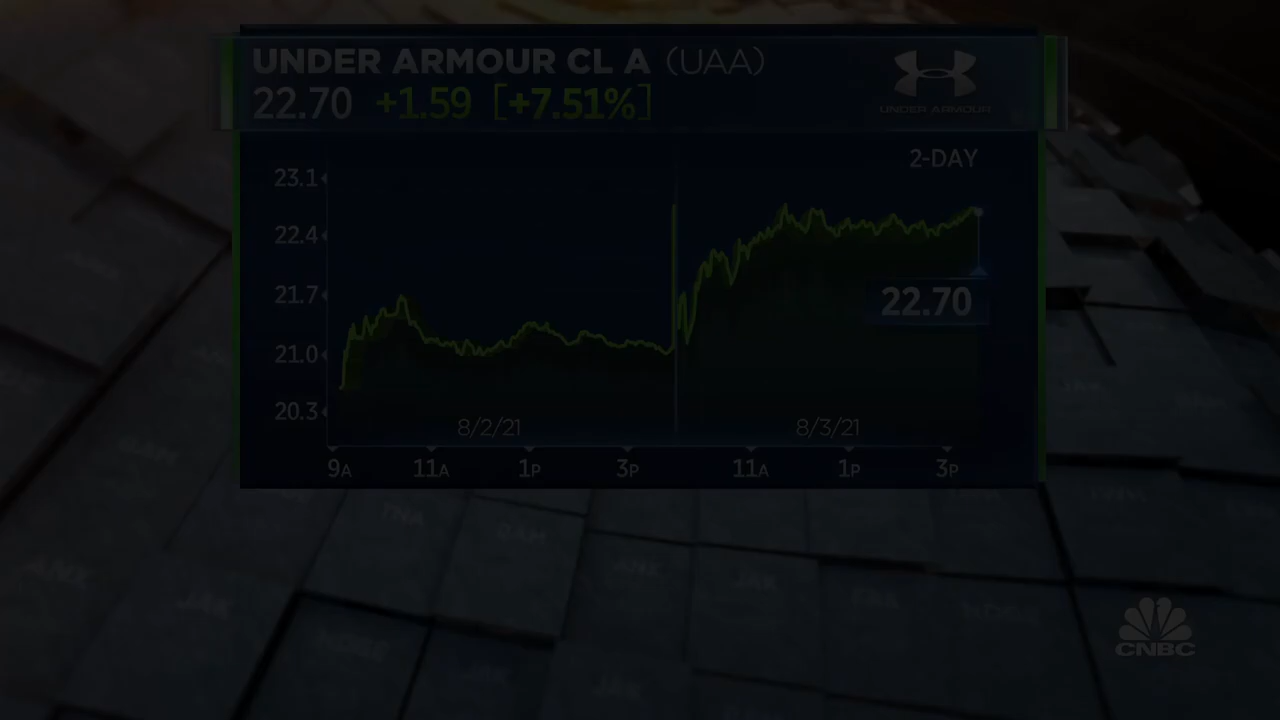 UNDER ARMOUR CL A (UAA)
22.70 +1.59 [+7.51%]
UNDER ARMOUR
2-DAY
23.1
22.4
21.7
21.0
20.3
22.70
8/2/21 8/3/21
9A 11A 1P 3P 11A 1P 3P
CNBC